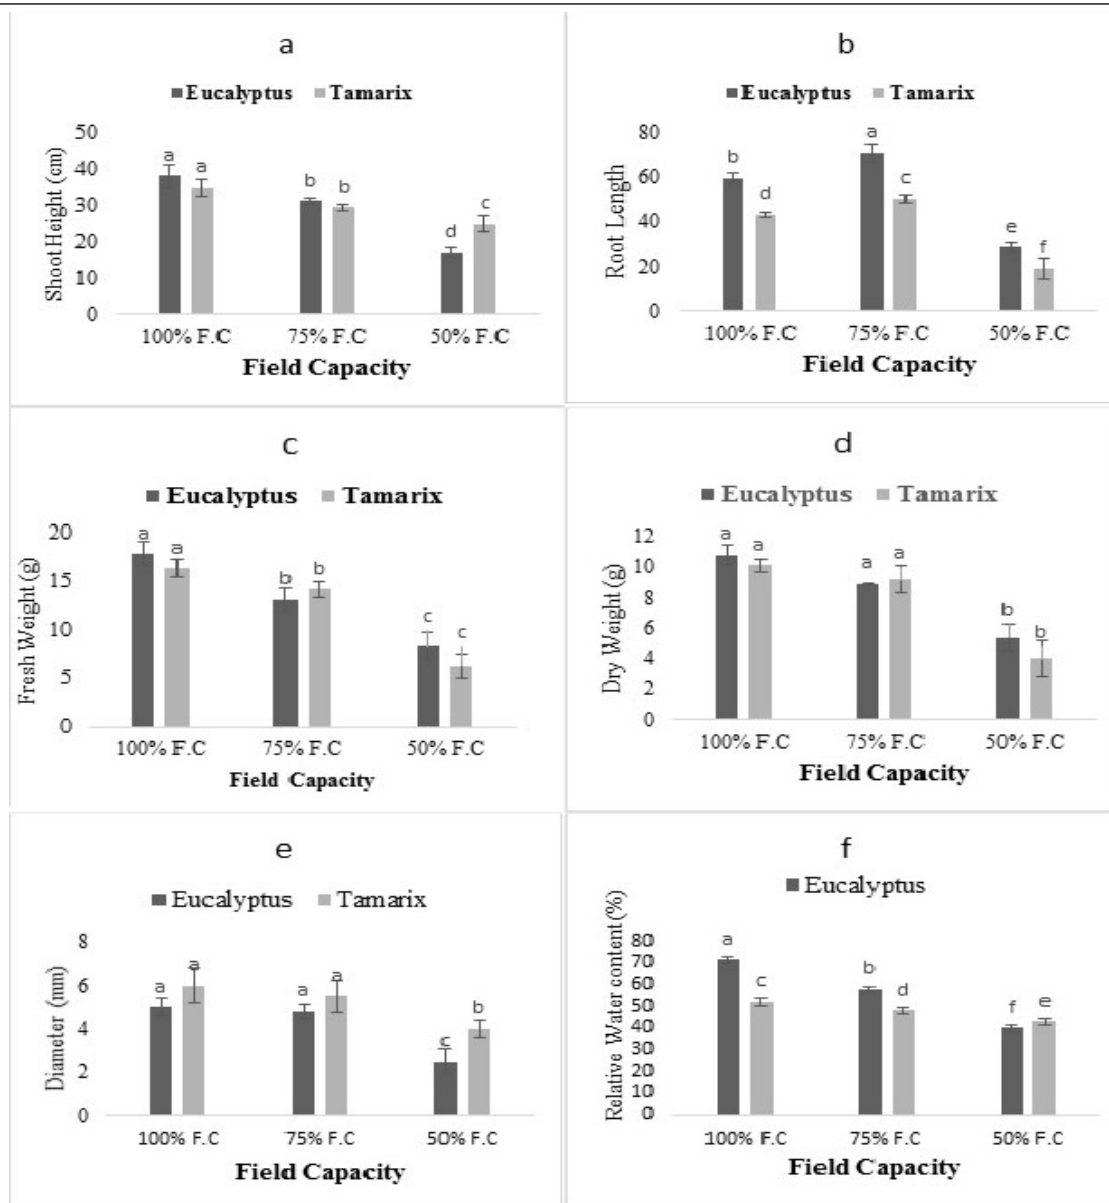 a
Eucalyptus Tamarix
Shoot Height (cm)
50
40
30
20
10
0
a a b b d c
100% F.C 75% F.C 50% F.C
Field Capacity
b
Eucalyptus Tamarix
Root Length
80
60
40
20
0
b d a c e f
100% F.C 75% F.C 50% F.C
Field Capacity
c
Eucalyptus Tamarix
Fresh Weight (g)
20
15
10
5
0
a a b b c c
100% F.C 75% F.C 50% F.C
Field Capacity
d
Eucalyptus Tamarix
Dry Weight (g)
12
10
8
6
4
2
0
a a a a b b
100% F.C 75% F.C 50% F.C
Field Capacity
e
Eucalyptus Tamarix
Diameter (mm)
8
6
4
2
0
a a a a c b
100% F.C 75% F.C 50% F.C
Field Capacity
f
Eucalyptus
Relative Water content (%)
80
70
60
50
40
30
20
10
0
a c b d f e
100% F.C 75% F.C 50% F.C
Field Capacity